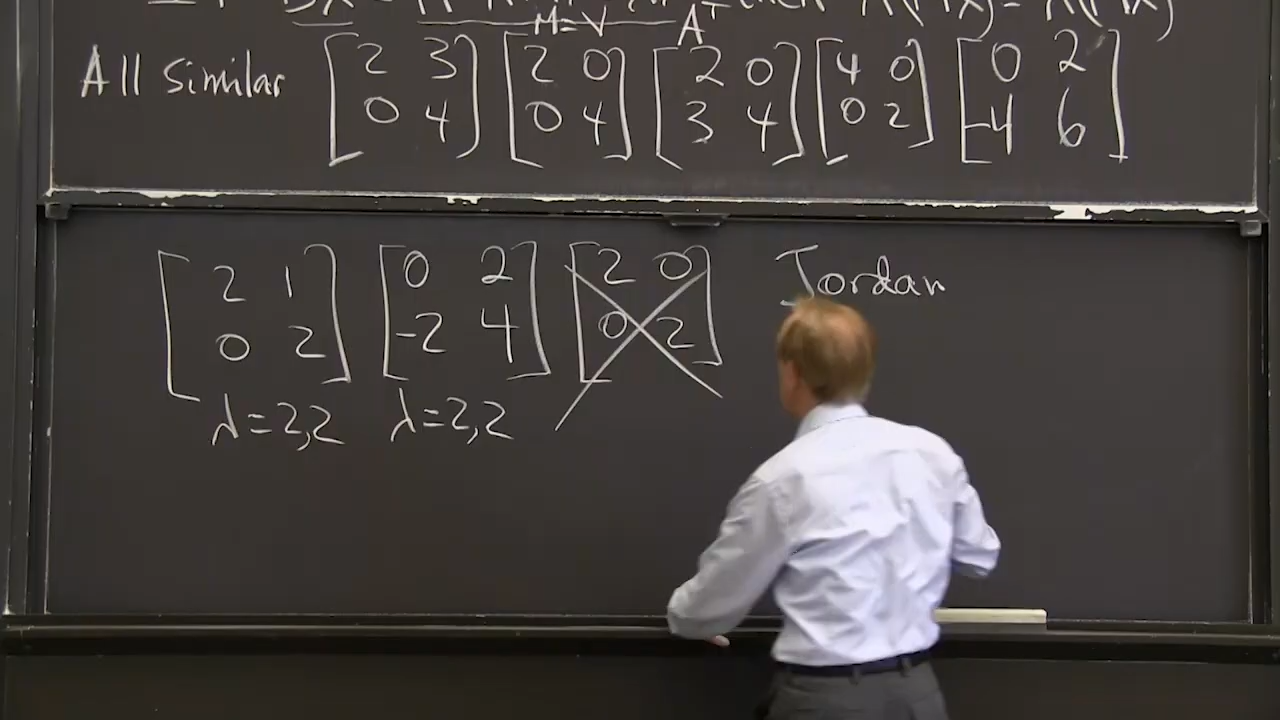 M=V A
All similar [2 3 [2 0 [2 0 [4 0 [0 2
0 4] 0 4] 3 4] 0 2] -4 6]
[2 1 [0 2 [2 0 Jordan
0 2] -2 4] 0 2]
λ=2,2 λ=2,2